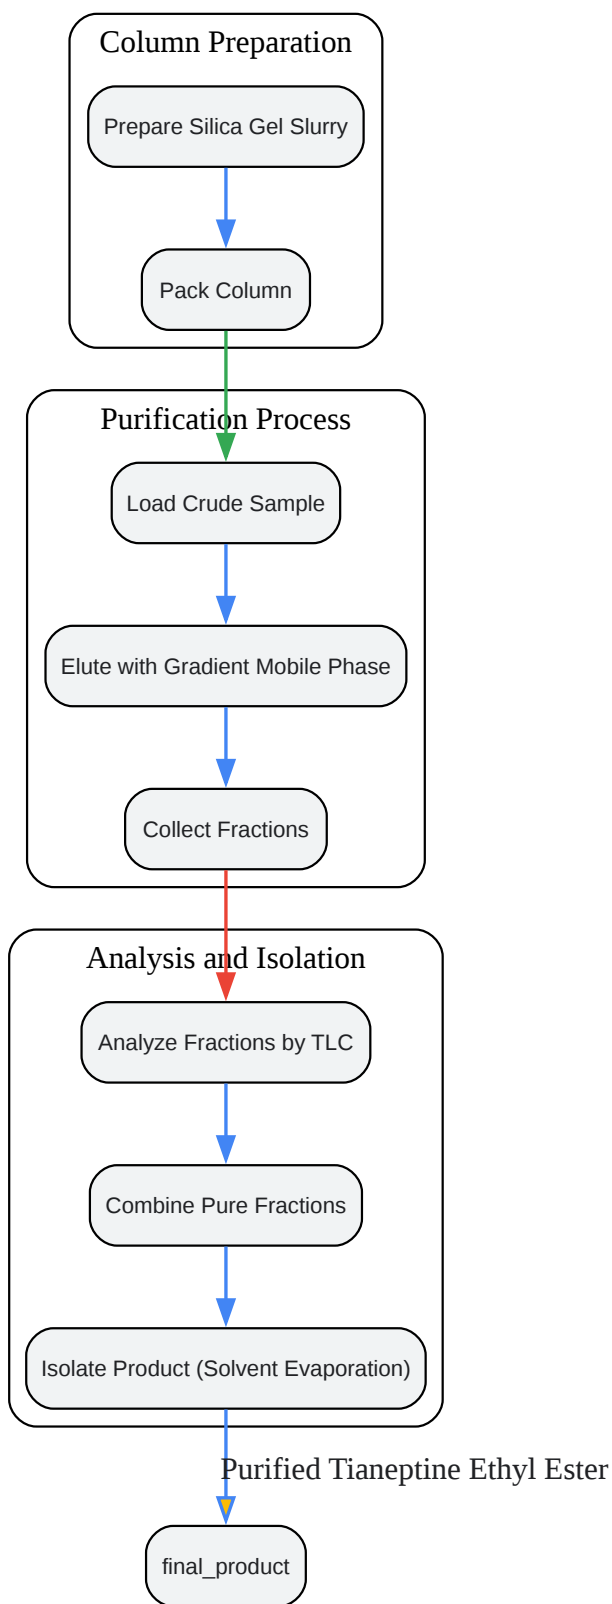 Column Preparation
Prepare Silica Gel Slurry
Pack Column
Purification Process
Load Crude Sample
Elute with Gradient Mobile Phase
Collect Fractions
Analysis and Isolation
Analyze Fractions by TLC
Combine Pure Fractions
Isolate Product (Solvent Evaporation)
Purified Tianeptine Ethyl Ester
final_product